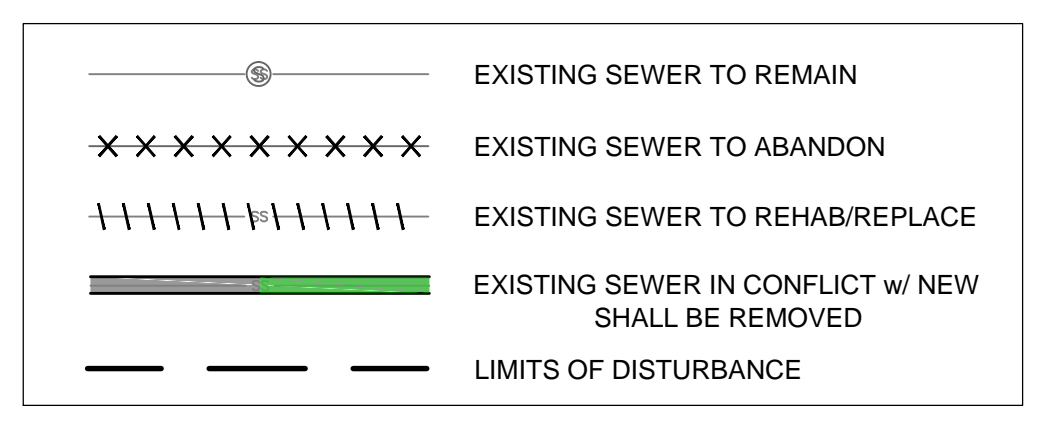 SS EXISTING SEWER TO REMAIN
EXISTING SEWER TO ABANDON
SS EXISTING SEWER TO REHAB/REPLACE
EXISTING SEWER IN CONFLICT w/ NEW
SHALL BE REMOVED
LIMITS OF DISTURBANCE